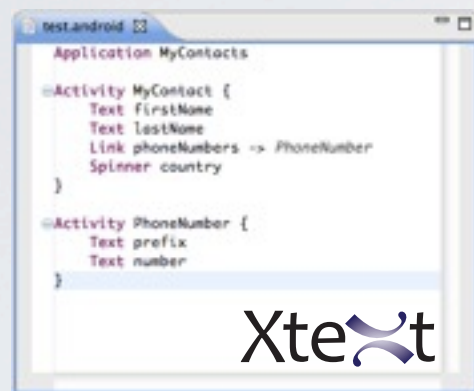 test.android
Application MyContacts
Activity MyContact {
Text firstName
Text lastName
Link phoneNumbers -> PhoneNumber
Spinner country
}
Activity PhoneNumber {
Text prefix
Text number
}
Xtext